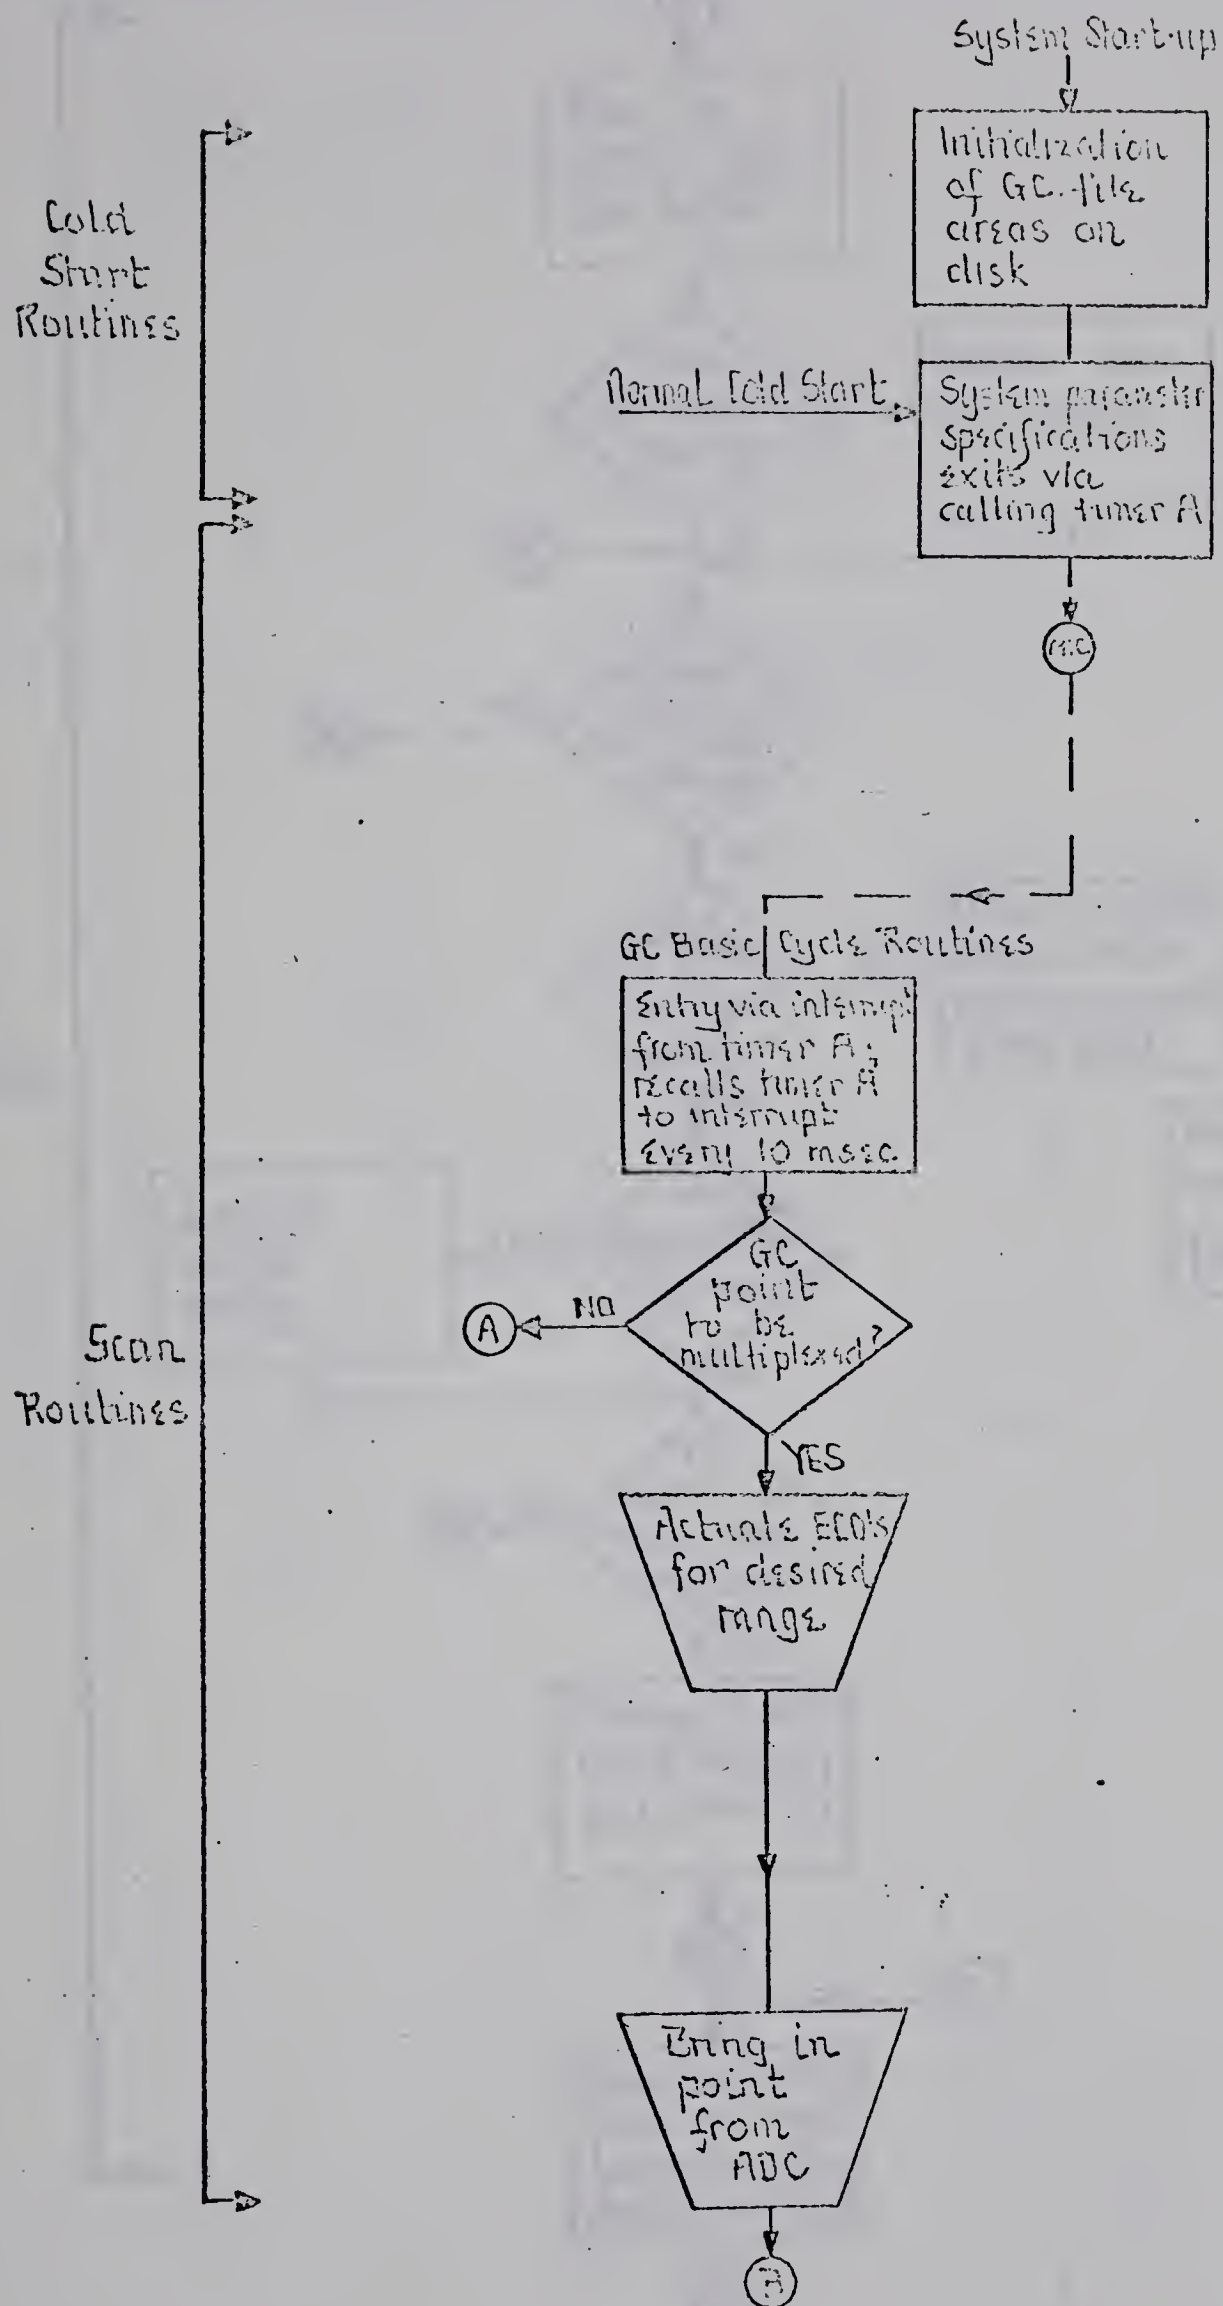 System Start-up
Initialization
of GC-file
areas on
disk
Cold
Start
Routines
Normal Cold Start
System parameter
specifications
exits via
calling timer A
GC Basic Cycle Routines
Entry via interrupt
from timer A;
recalls timer A
to interrupt
Every 10 msec.
GC
point
to be
multiplexed?
NO
A
YES
Scan
Routines
Actuate ECO's
for desired
range
Bring in
point
from
ADC
B